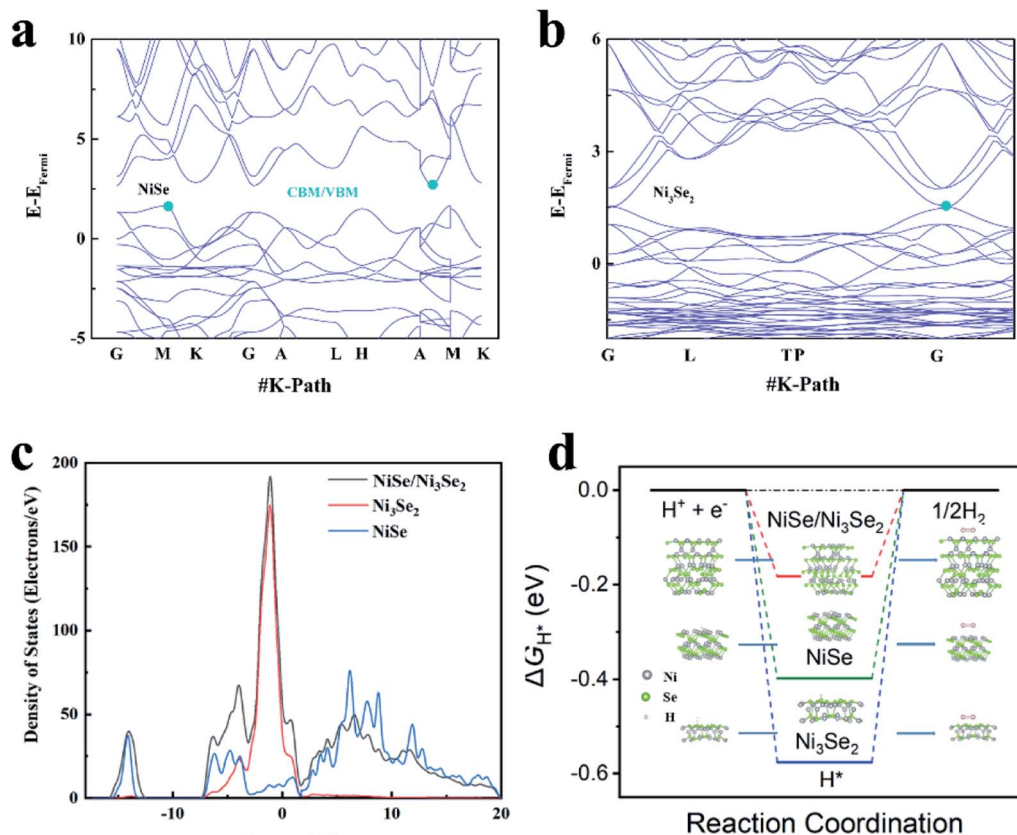 a
10
5
0
-5
E-E_Fermi
NiSe
CBM/VBM
G M K G A L H A M K
#K-Path
b
6
3
0
E-E_Fermi
Ni₃Se₂
G L TP G
#K-Path
c
200
150
100
50
0
Density of States (Electrons/eV)
NiSe/Ni₃Se₂
Ni₃Se₂
NiSe
-10 0 10 20
d
0.0
-0.2
-0.4
-0.6
ΔG_H* (eV)
H⁺ + e⁻
NiSe/Ni₃Se₂
1/2H₂
NiSe
Ni
Se
H
Ni₃Se₂
H*
Reaction Coordination